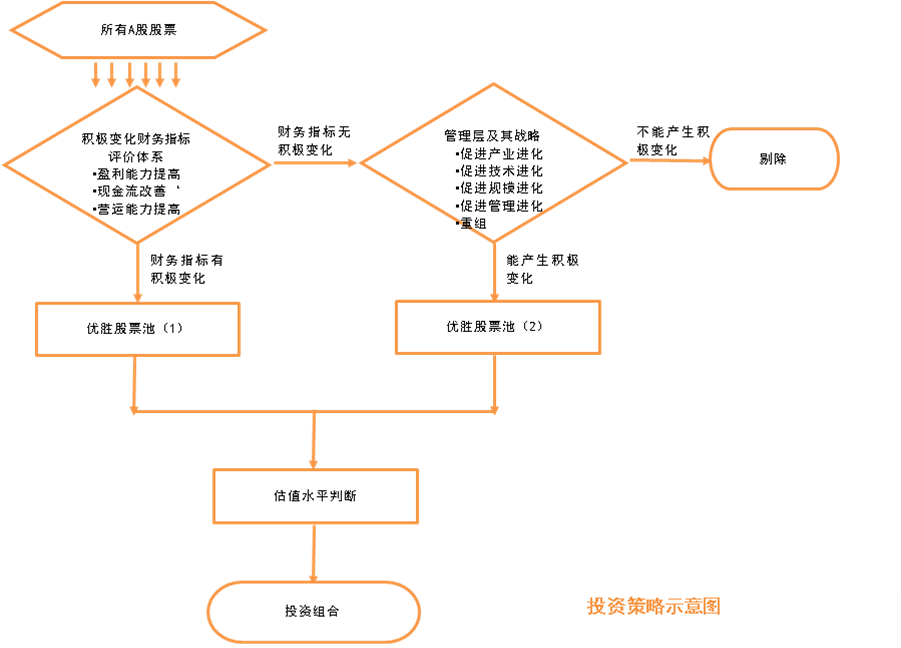 所有A股股票
积极变化财务指标
评价体系
▪盈利能力提高
▪现金流改善 、
▪营运能力提高
财务指标无
积极变化
管理层及其战略
▪促进产业进化
▪促进技术进化
▪促进规模进化
▪促进管理进化
▪重组
不能产生积
极变化
剔除
财务指标有
积极变化
能产生积极
变化
优胜股票池（1）
优胜股票池（2）
估值水平判断
投资组合
投资策略示意图